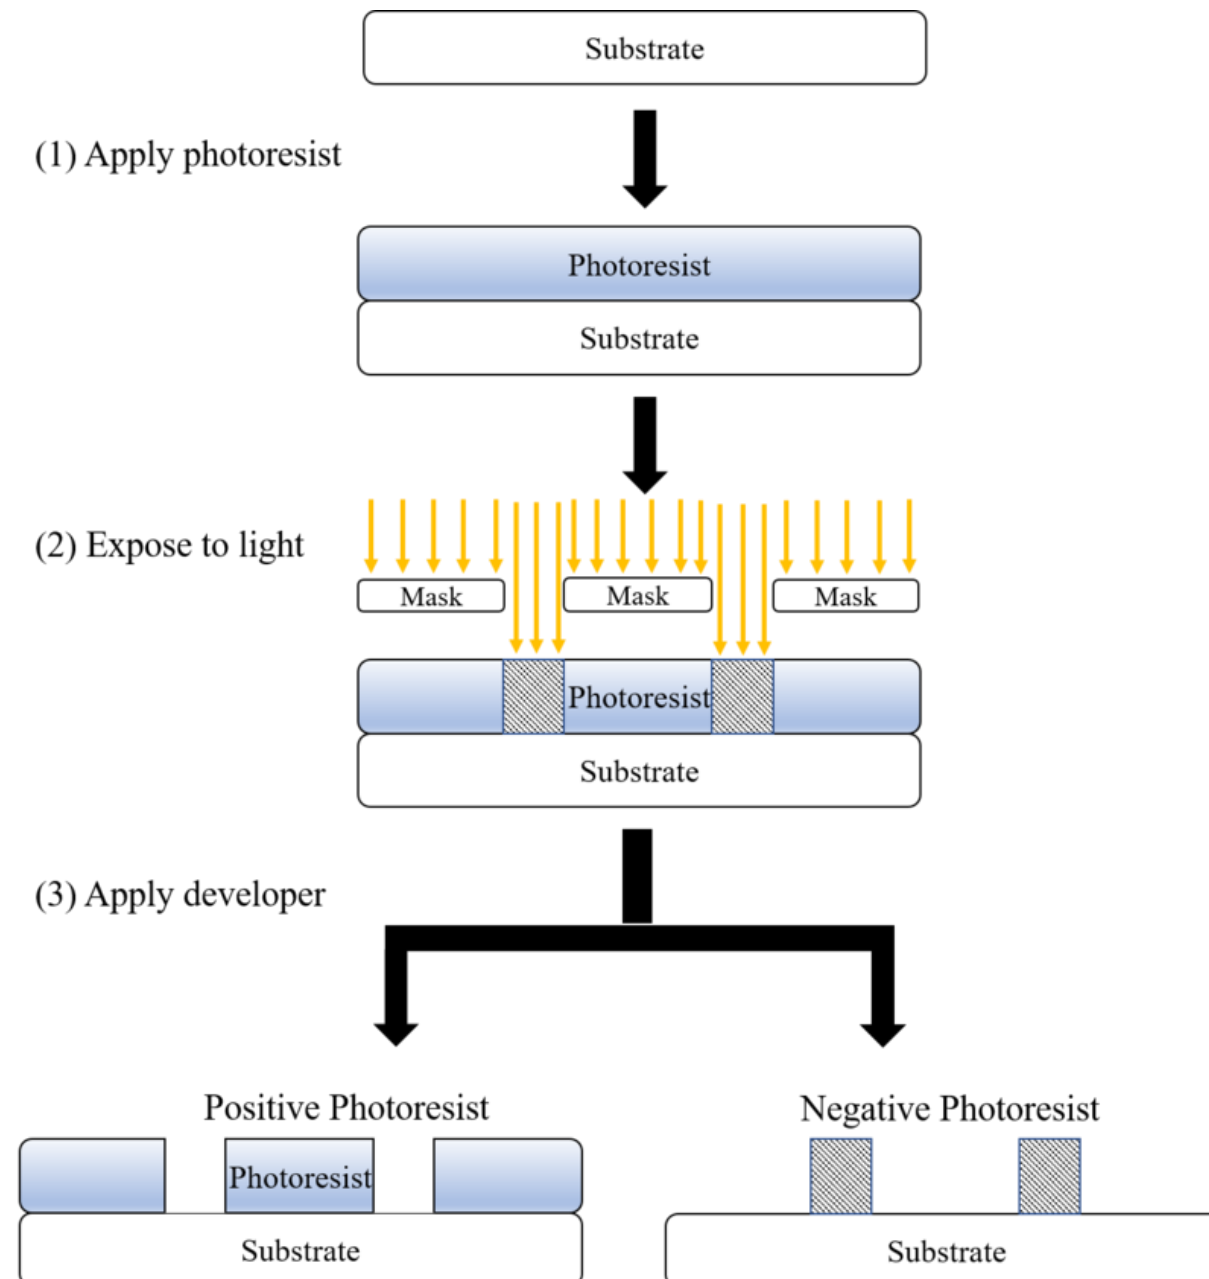 Substrate
(1) Apply photoresist
Photoresist
Substrate
(2) Expose to light
Mask Mask Mask
Photoresist
Substrate
(3) Apply developer
Positive Photoresist
Negative Photoresist
Photoresist
Substrate
Substrate